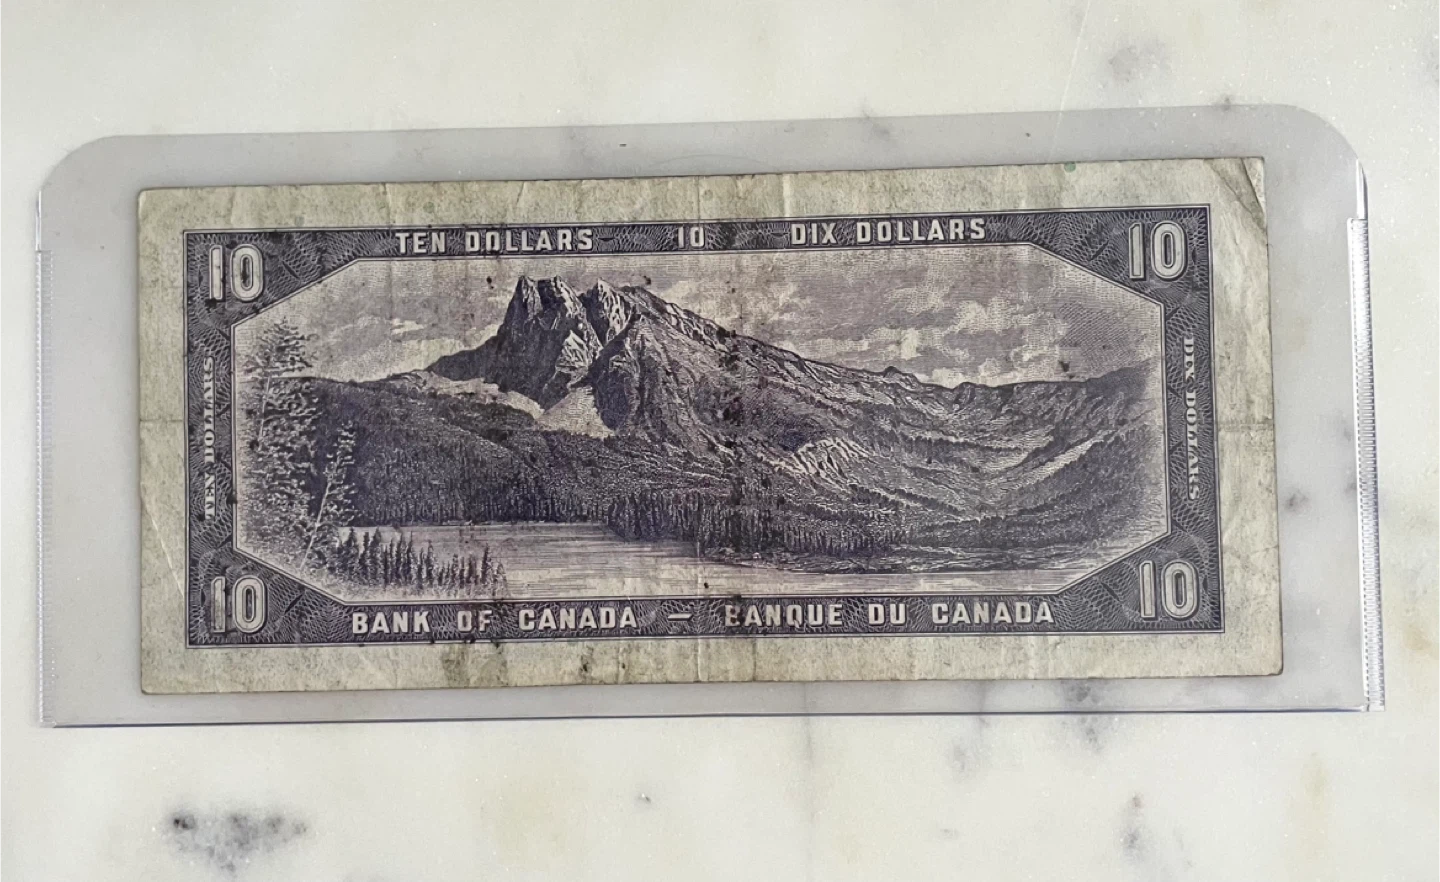 TEN DOLLARS 10 DIX DOLLARS
10 10
TEN DOLLARS
DIX DOLLARS
10 10
BANK OF CANADA — BANQUE DU CANADA